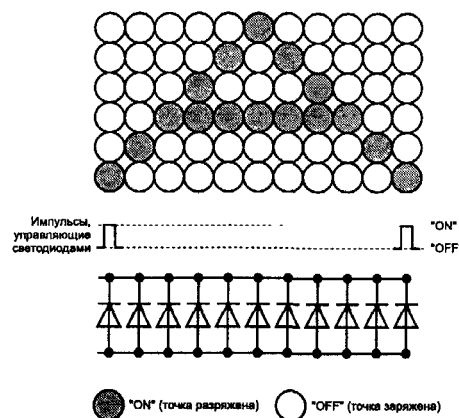 Импульсы,
управляющие
светодиодами
"ON"
"OFF
"ON" (точка разряжена)
"OFF" (точка заряжена)